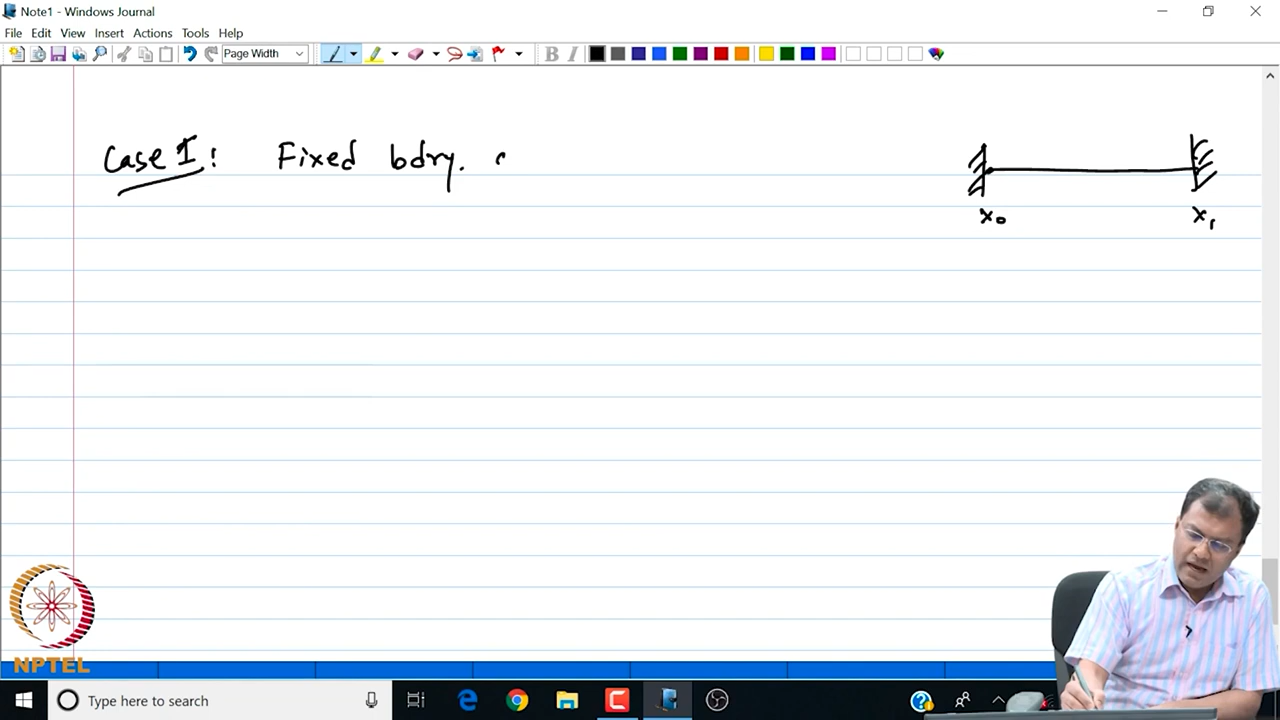 Note1 - Windows Journal
File Edit View Insert Actions Tools Help
Page Width
B I
Case I: Fixed bdry. c
x₀ x₁
NPTEL
Type here to search